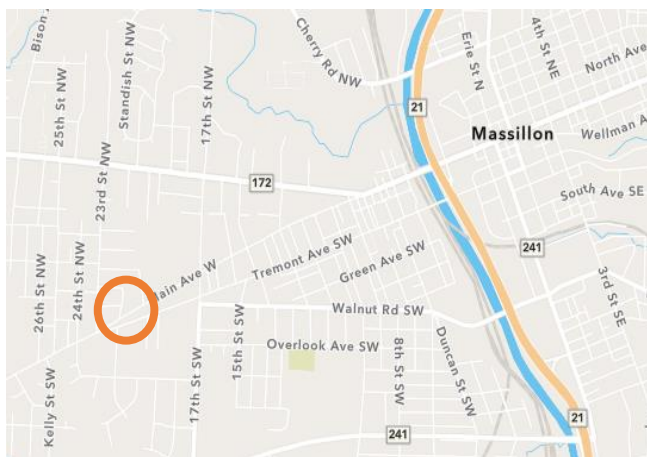 Bison
25th St NW
Standish St NW
17th St NW
Cherry Rd NW
Erie St N
4th St NE
North Ave
21
Massillon
Wellman A
172
23rd St NW
South Ave SE
241
26th St NW
24th St NW
Main Ave W
Tremont Ave SW
Green Ave SW
3rd St SE
Walnut Rd SW
15th St SW
17th St SW
Overlook Ave SW
8th St SW
Duncan St SW
Kelly St SW
241
21